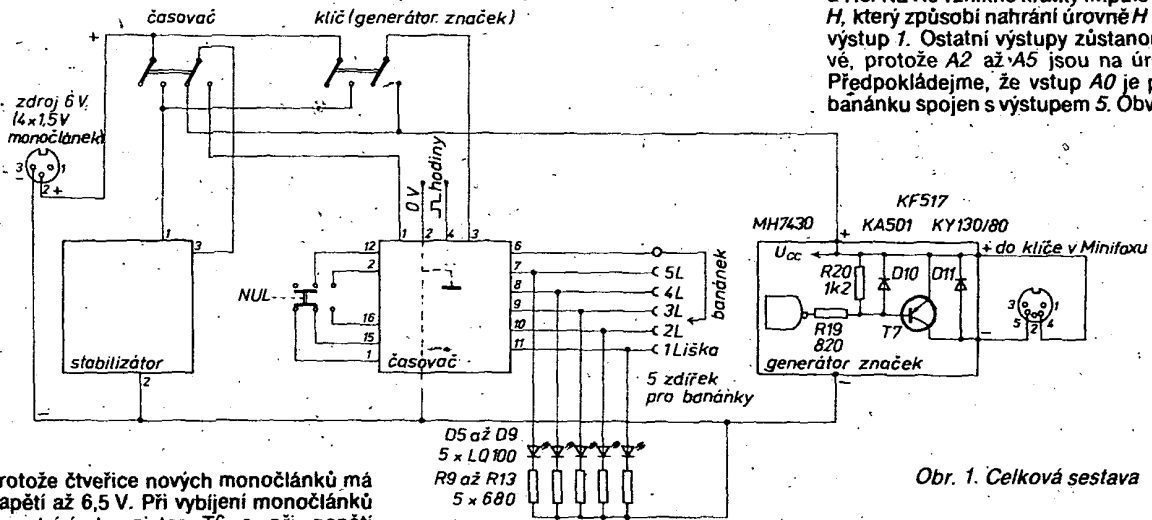 časovač
klíč (generátor značek)
H, který způsobí nahrání úrovně H
výstup 1. Ostatní výstupy zůstanou
vé, protože A2 až A5 jsou na úr
Předpokládejme, že vstup A0 je p
banánku spojen s výstupem 5. Obv
+
zdroj 6 V
(4x1,5V
monočlánek)
3 1
− 2 +
1 3
0 V
hodiny
1 2 4 3
stabilizátor
2
−
NUL
12
2
16
15
1
časovač
6
7 5L
8 4L
9 3L
10 2L
11 1 Liška
banánek
5 zdířek
pro banánky
D5 až D9
5 x LQ100
R9 až R13
5 x 680
KF517
MH7430 KA501 KY130/80
+
Ucc
+ do klíče v Minifoxu
R20
1k2
D10 D11
R19
820
T7
generátor značek
−
−
3 1
5 2 4
rotože čtveřice nových monočlánků má
apětí až 6,5 V. Při vybíjení monočlánků
Obr. 1. Celková sestava